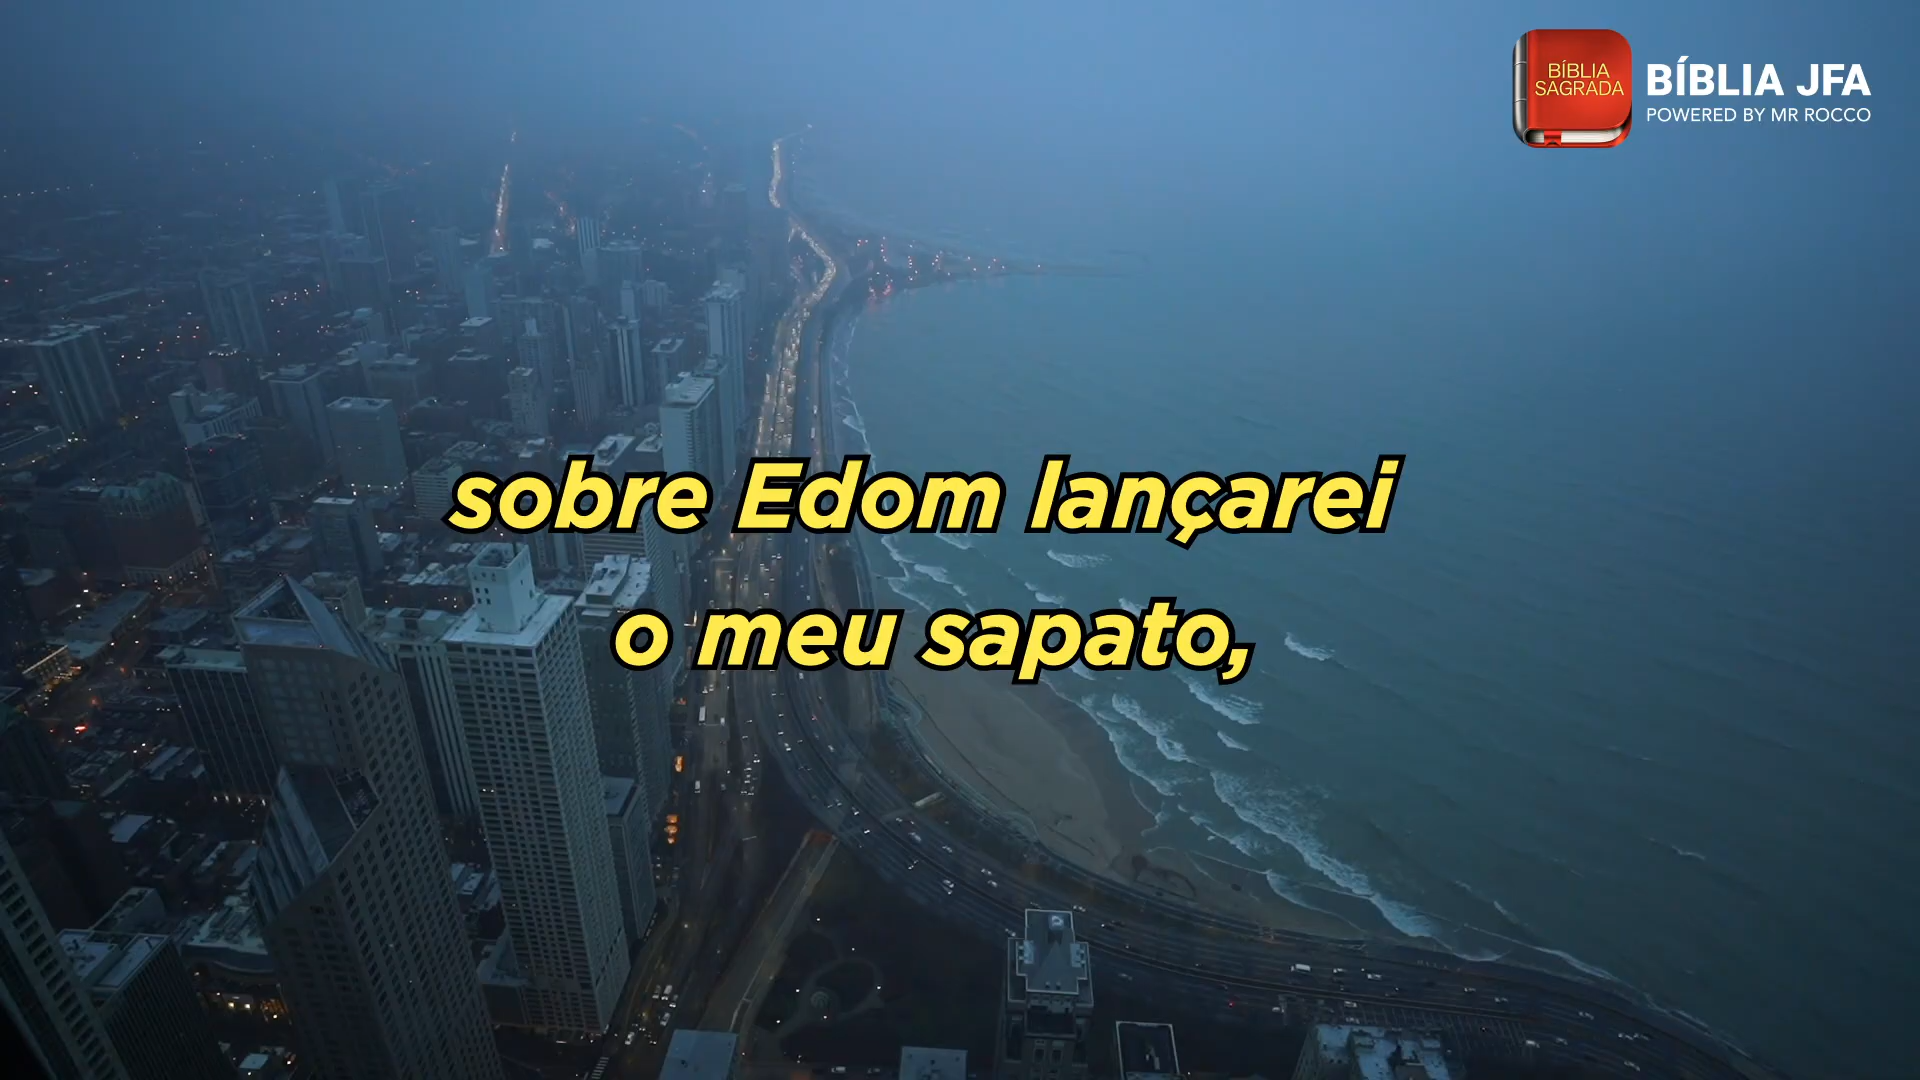 BÍBLIA
SAGRADA
BÍBLIA JFA
POWERED BY MR ROCCO
sobre Edom lançarei
o meu sapato,